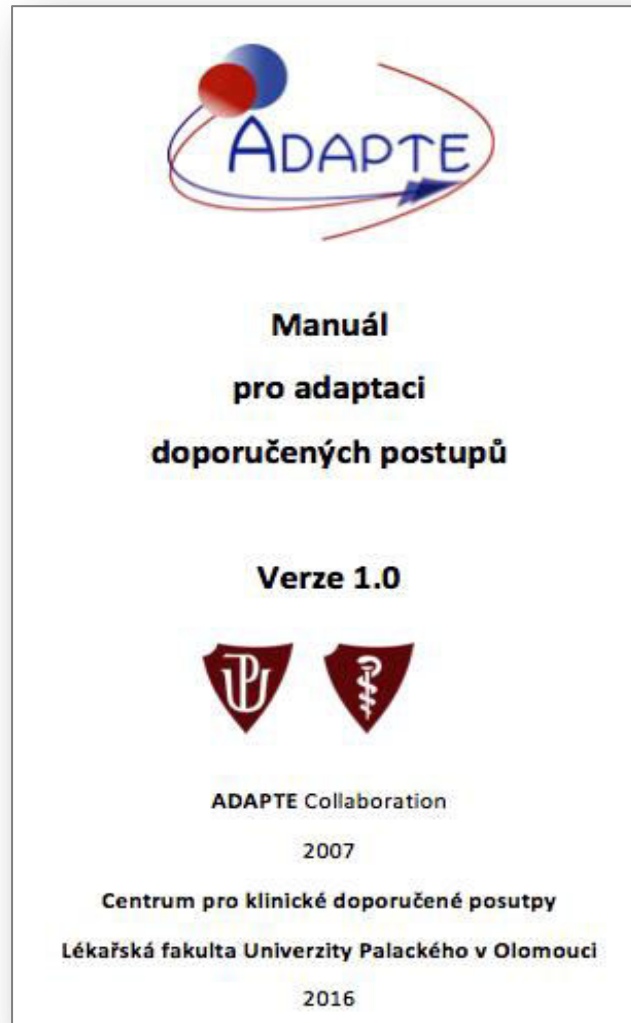 ADAPTE
Manuál
pro adaptaci
doporučených postupů
Verze 1.0
ADAPTE Collaboration
2007
Centrum pro klinické doporučené posutpy
Lékařská fakulta Univerzity Palackého v Olomouci
2016